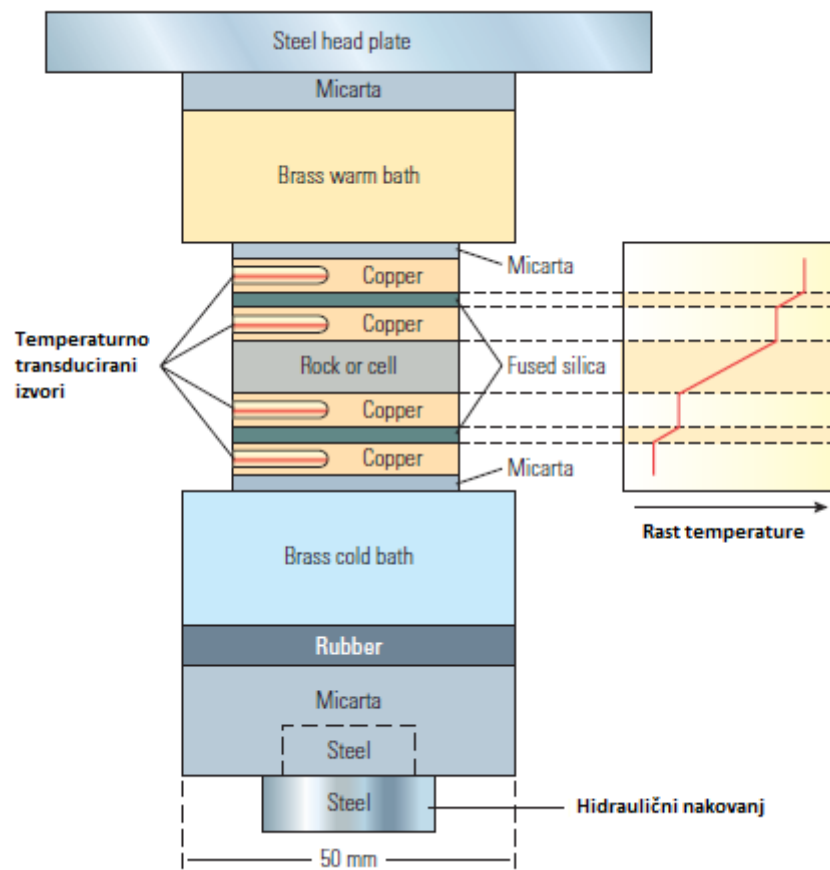 Steel head plate
Micarta
Brass warm bath
Micarta
Copper
Copper
Temperaturno
transducirani
izvori
Rock or cell
Fused silica
Copper
Copper
Micarta
Rast temperature
Brass cold bath
Rubber
Micarta
Steel
Steel
Hidraulični nakovanj
50 mm